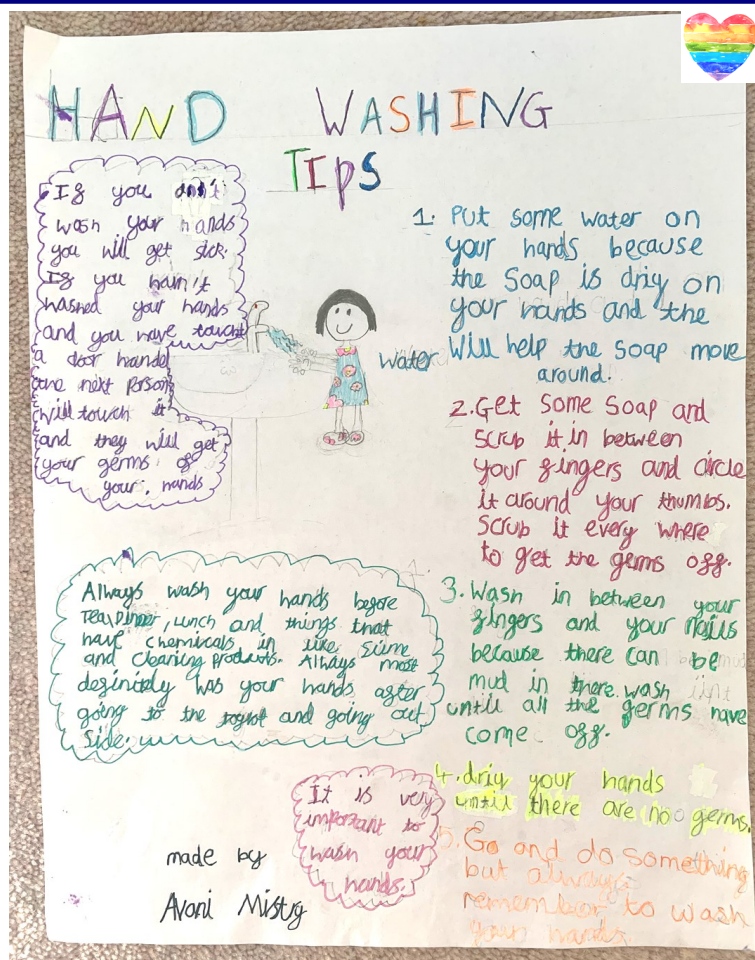 HAND WASHING
TIPS
If you don't
wash your hands
you will get sick.
If you hain't
washed your hands
and you have toucht
a door handel
the next person
will touch it
and they will get
your germs of
your, hands
1. Put some water on
your hands because
the soap is driy on
your hands and the
water will help the soap move
around.
2. Get some soap and
scrub it in between
your fingers and circle
it around your thumbs.
scrub it every where
to get the germs off.
3. Wash in between your
fingers and your nails
because there can be
mud in there. wash
untill all the germs have
come off.
4. driy your hands
until there are no germs.
5. Go and do something
but always
remember to wash
your hands.
Always wash your hands before
Tea/Dinner, Lunch and things that
have chemicals in like slime
and cleaning products. Always most
definitely was your hands after
going to the and going out
side.
It is very
important to
wash your
hands.
made by
Avani Mistry